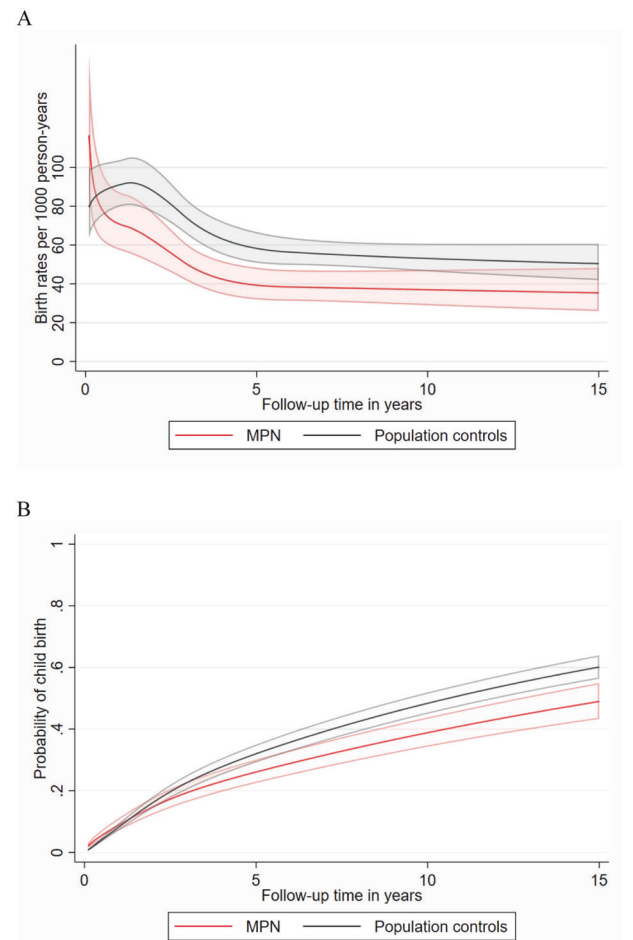 A
Birth rates per 1000 person-years
100
80
60
40
20
0
0 5 10 15
Follow-up time in years
MPN Population controls
B
Probability of child birth
1
.8
.6
.4
.2
0
0 5 10 15
Follow-up time in years
MPN Population controls